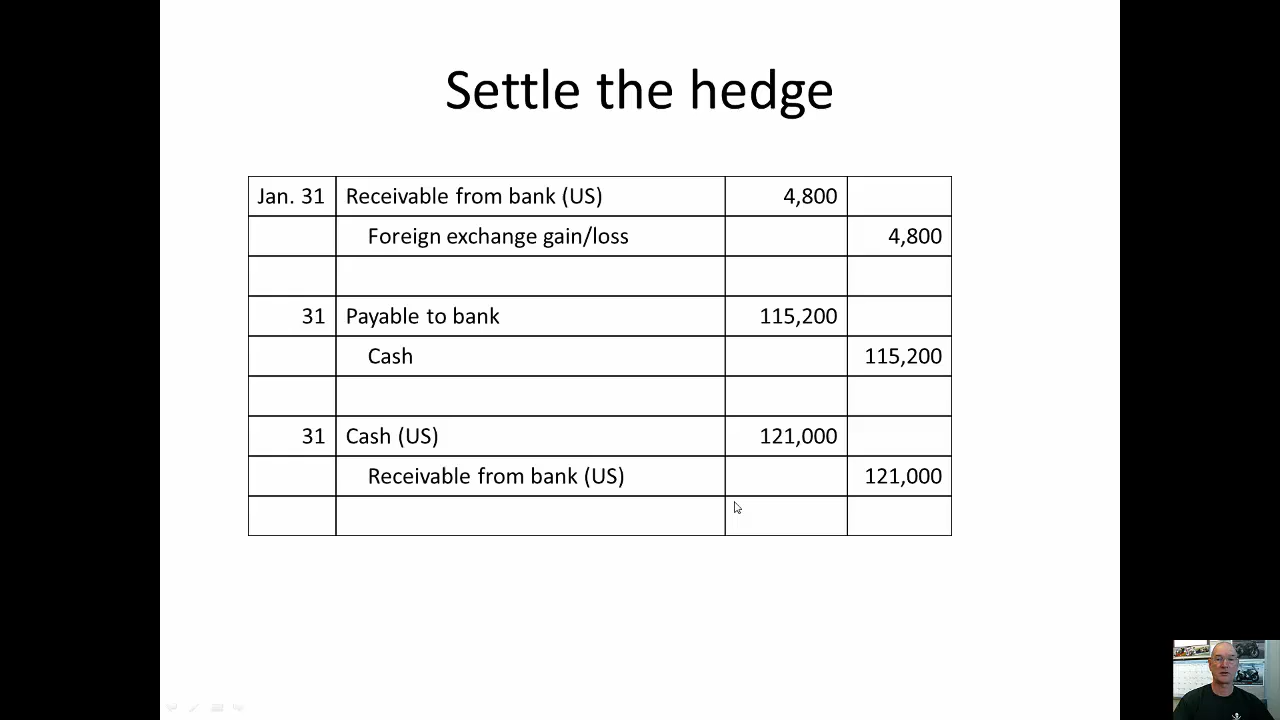 Settle the hedge
Jan. 31 Receivable from bank (US) 4,800
Foreign exchange gain/loss 4,800
31 Payable to bank 115,200
Cash 115,200
31 Cash (US) 121,000
Receivable from bank (US) 121,000